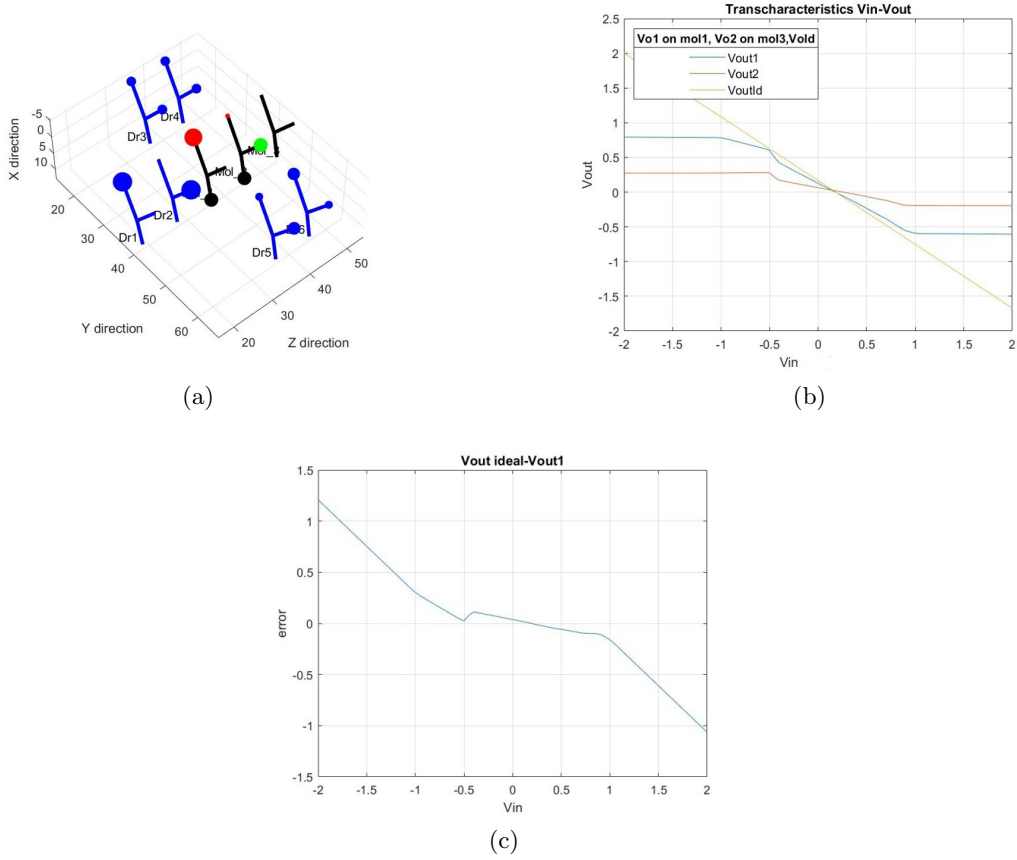 -5
0
5
10
X direction
20
30
40
50
60
Y direction
20
30
40
50
Z direction
Dr3
Dr4
Dr1
Dr2
Dr5
(a)
Transcharacteristics Vin-Vout
Vo1 on mol1, Vo2 on mol3,VoId
Vout1
Vout2
VoutId
2.5
2
1.5
1
0.5
0
-0.5
-1
-1.5
-2
Vout
-2 -1.5 -1 -0.5 0 0.5 1 1.5 2
Vin
(b)
Vout ideal-Vout1
1.5
1
0.5
0
-0.5
-1
-1.5
error
-2 -1.5 -1 -0.5 0 0.5 1 1.5 2
Vin
(c)